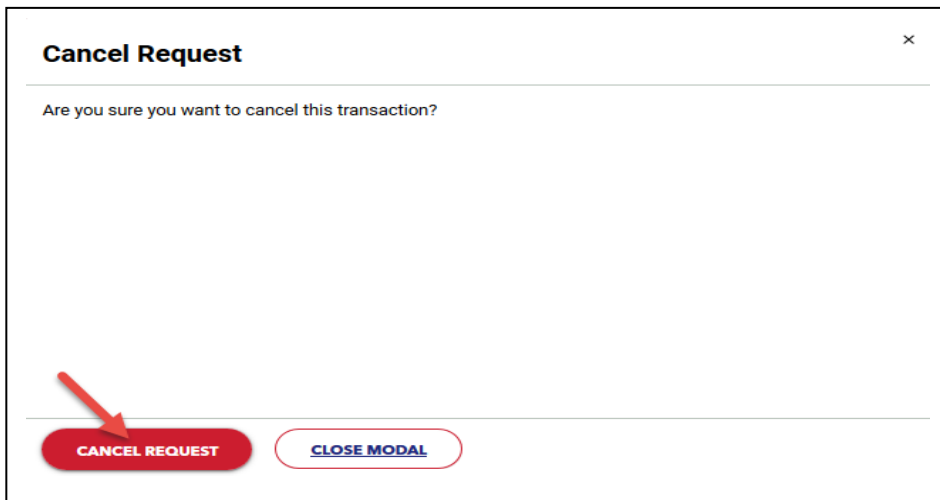 Cancel Request
×
Are you sure you want to cancel this transaction?
CANCEL REQUEST
CLOSE MODAL